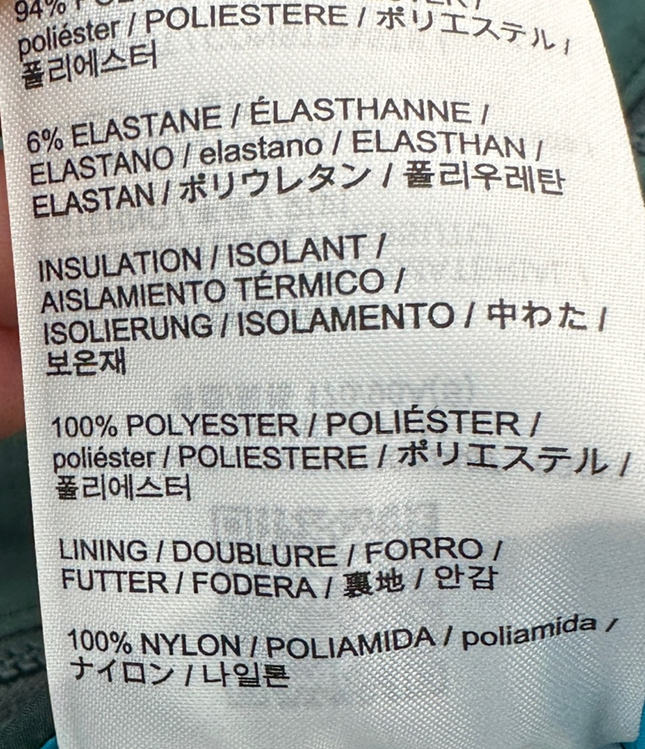 94%
poliéster / POLIESTERE / ポリエステル /
폴리에스터
6% ELASTANE / ÉLASTHANNE /
ELASTANO / elastano / ELASTHAN /
ELASTAN / ポリウレタン / 폴리우레탄
INSULATION / ISOLANT /
AISLAMIENTO TÉRMICO /
ISOLIERUNG / ISOLAMENTO / 中わた /
보온재
100% POLYESTER / POLIÉSTER /
poliéster / POLIESTERE / ポリエステル /
폴리에스터
LINING / DOUBLURE / FORRO /
FUTTER / FODERA / 裏地 / 안감
100% NYLON / POLIAMIDA / poliamida /
ナイロン / 나일론